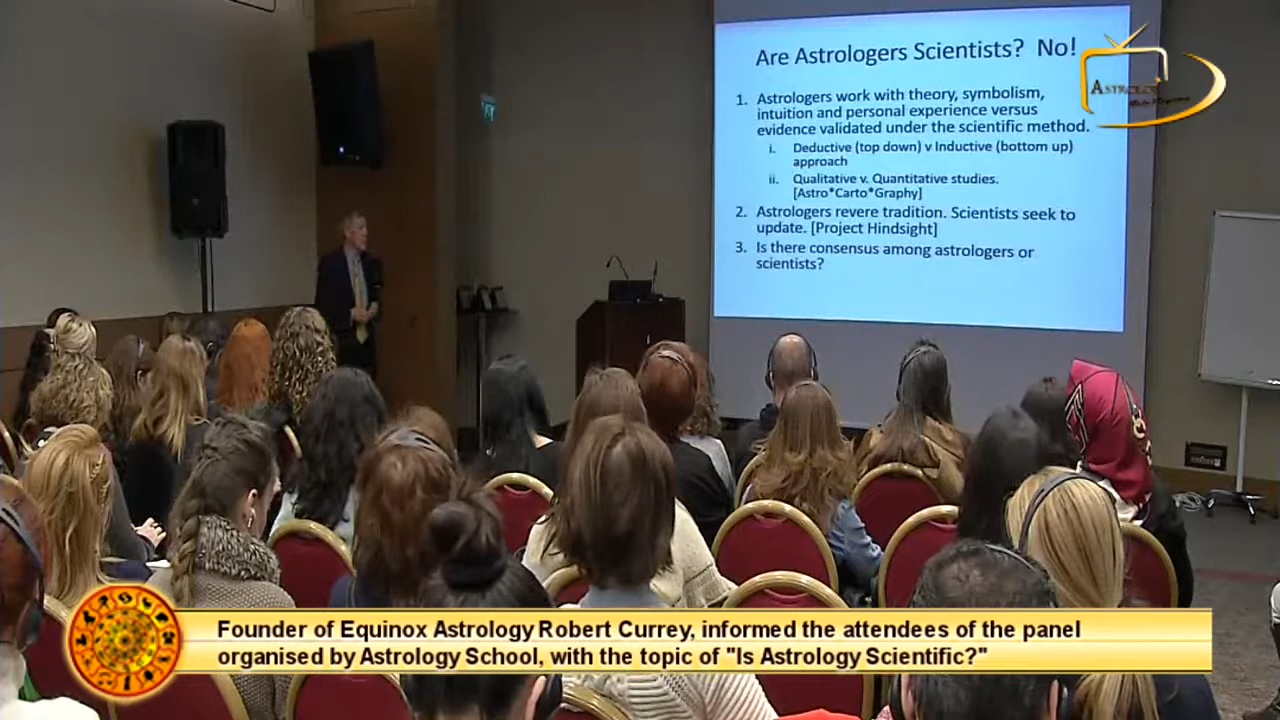 Are Astrologers Scientists? No!
1. Astrologers work with theory, symbolism,
intuition and personal experience versus
evidence validated under the scientific method.
i. Deductive (top down) v Inductive (bottom up)
approach
ii. Qualitative v. Quantitative studies.
[Astro*Carto*Graphy]
2. Astrologers revere tradition. Scientists seek to
update. [Project Hindsight]
3. Is there consensus among astrologers or
scientists?
Founder of Equinox Astrology Robert Currey, informed the attendees of the panel
organised by Astrology School, with the topic of "Is Astrology Scientific?"